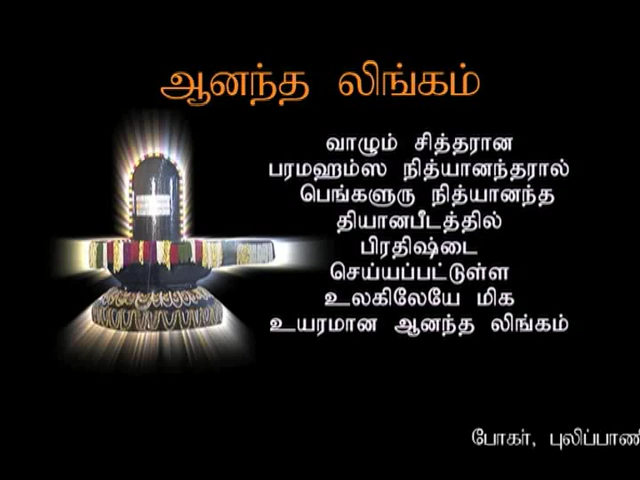 ஆனந்த லிங்கம்
வாழும் சித்தரான
பரமஹம்ஸ நித்யானந்தரால்
பெங்களுரு நித்யானந்த
தியானபீடத்தில்
பிரதிஷ்டை
செய்யப்பட்டுள்ள
உலகிலேயே மிக
உயரமான ஆனந்த லிங்கம்
போகர், புலிப்பாணி